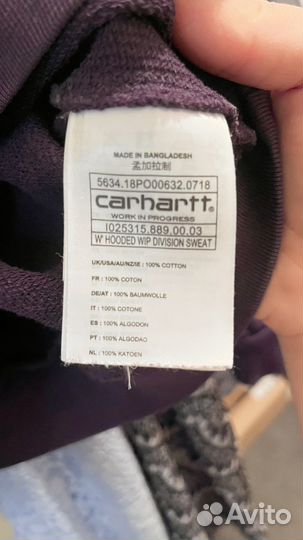 MADE IN BANGLADESH
孟加拉制
5634.18PO00632.0718
carhartt
WORK IN PROGRESS
I025315.889.00.03
W' HOODED WIP DIVISION SWEAT
UK/USA/AU/NZ/IE : 100% COTTON
FR : 100% COTON
DE/AT : 100% BAUMWOLLE
IT : 100% COTONE
ES : 100% ALGODON
PT : 100% ALGODAO
NL : 100% KATOEN
Avito